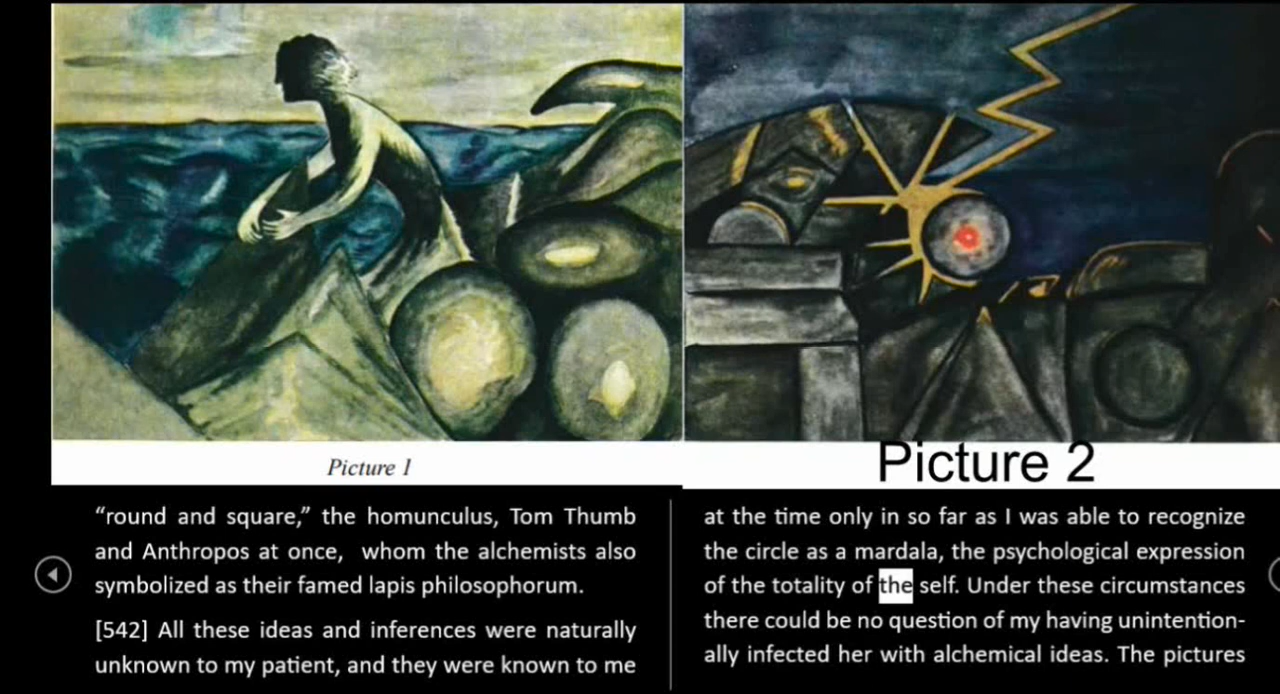 Picture 1
Picture 2
“round and square,” the homunculus, Tom Thumb
and Anthropos at once, whom the alchemists also
symbolized as their famed lapis philosophorum.
[542] All these ideas and inferences were naturally
unknown to my patient, and they were known to me
at the time only in so far as I was able to recognize
the circle as a mardala, the psychological expression
of the totality of the self. Under these circumstances
there could be no question of my having unintention-
ally infected her with alchemical ideas. The pictures